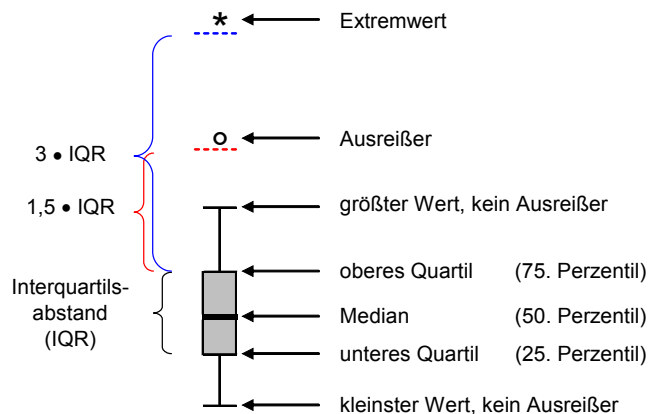 * Extremwert
o Ausreißer
3 • IQR
1,5 • IQR
größter Wert, kein Ausreißer
oberes Quartil (75. Perzentil)
Interquartils-
abstand
(IQR)
Median (50. Perzentil)
unteres Quartil (25. Perzentil)
kleinster Wert, kein Ausreißer